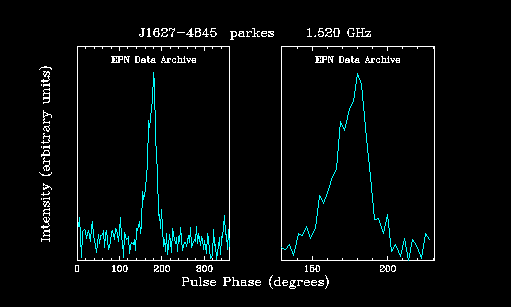 J1627-4845 parkes 1.520 GHz
EPN Data Archive EPN Data Archive
Intensity (arbitrary units)
0 100 200 300 150 200
Pulse Phase (degrees)